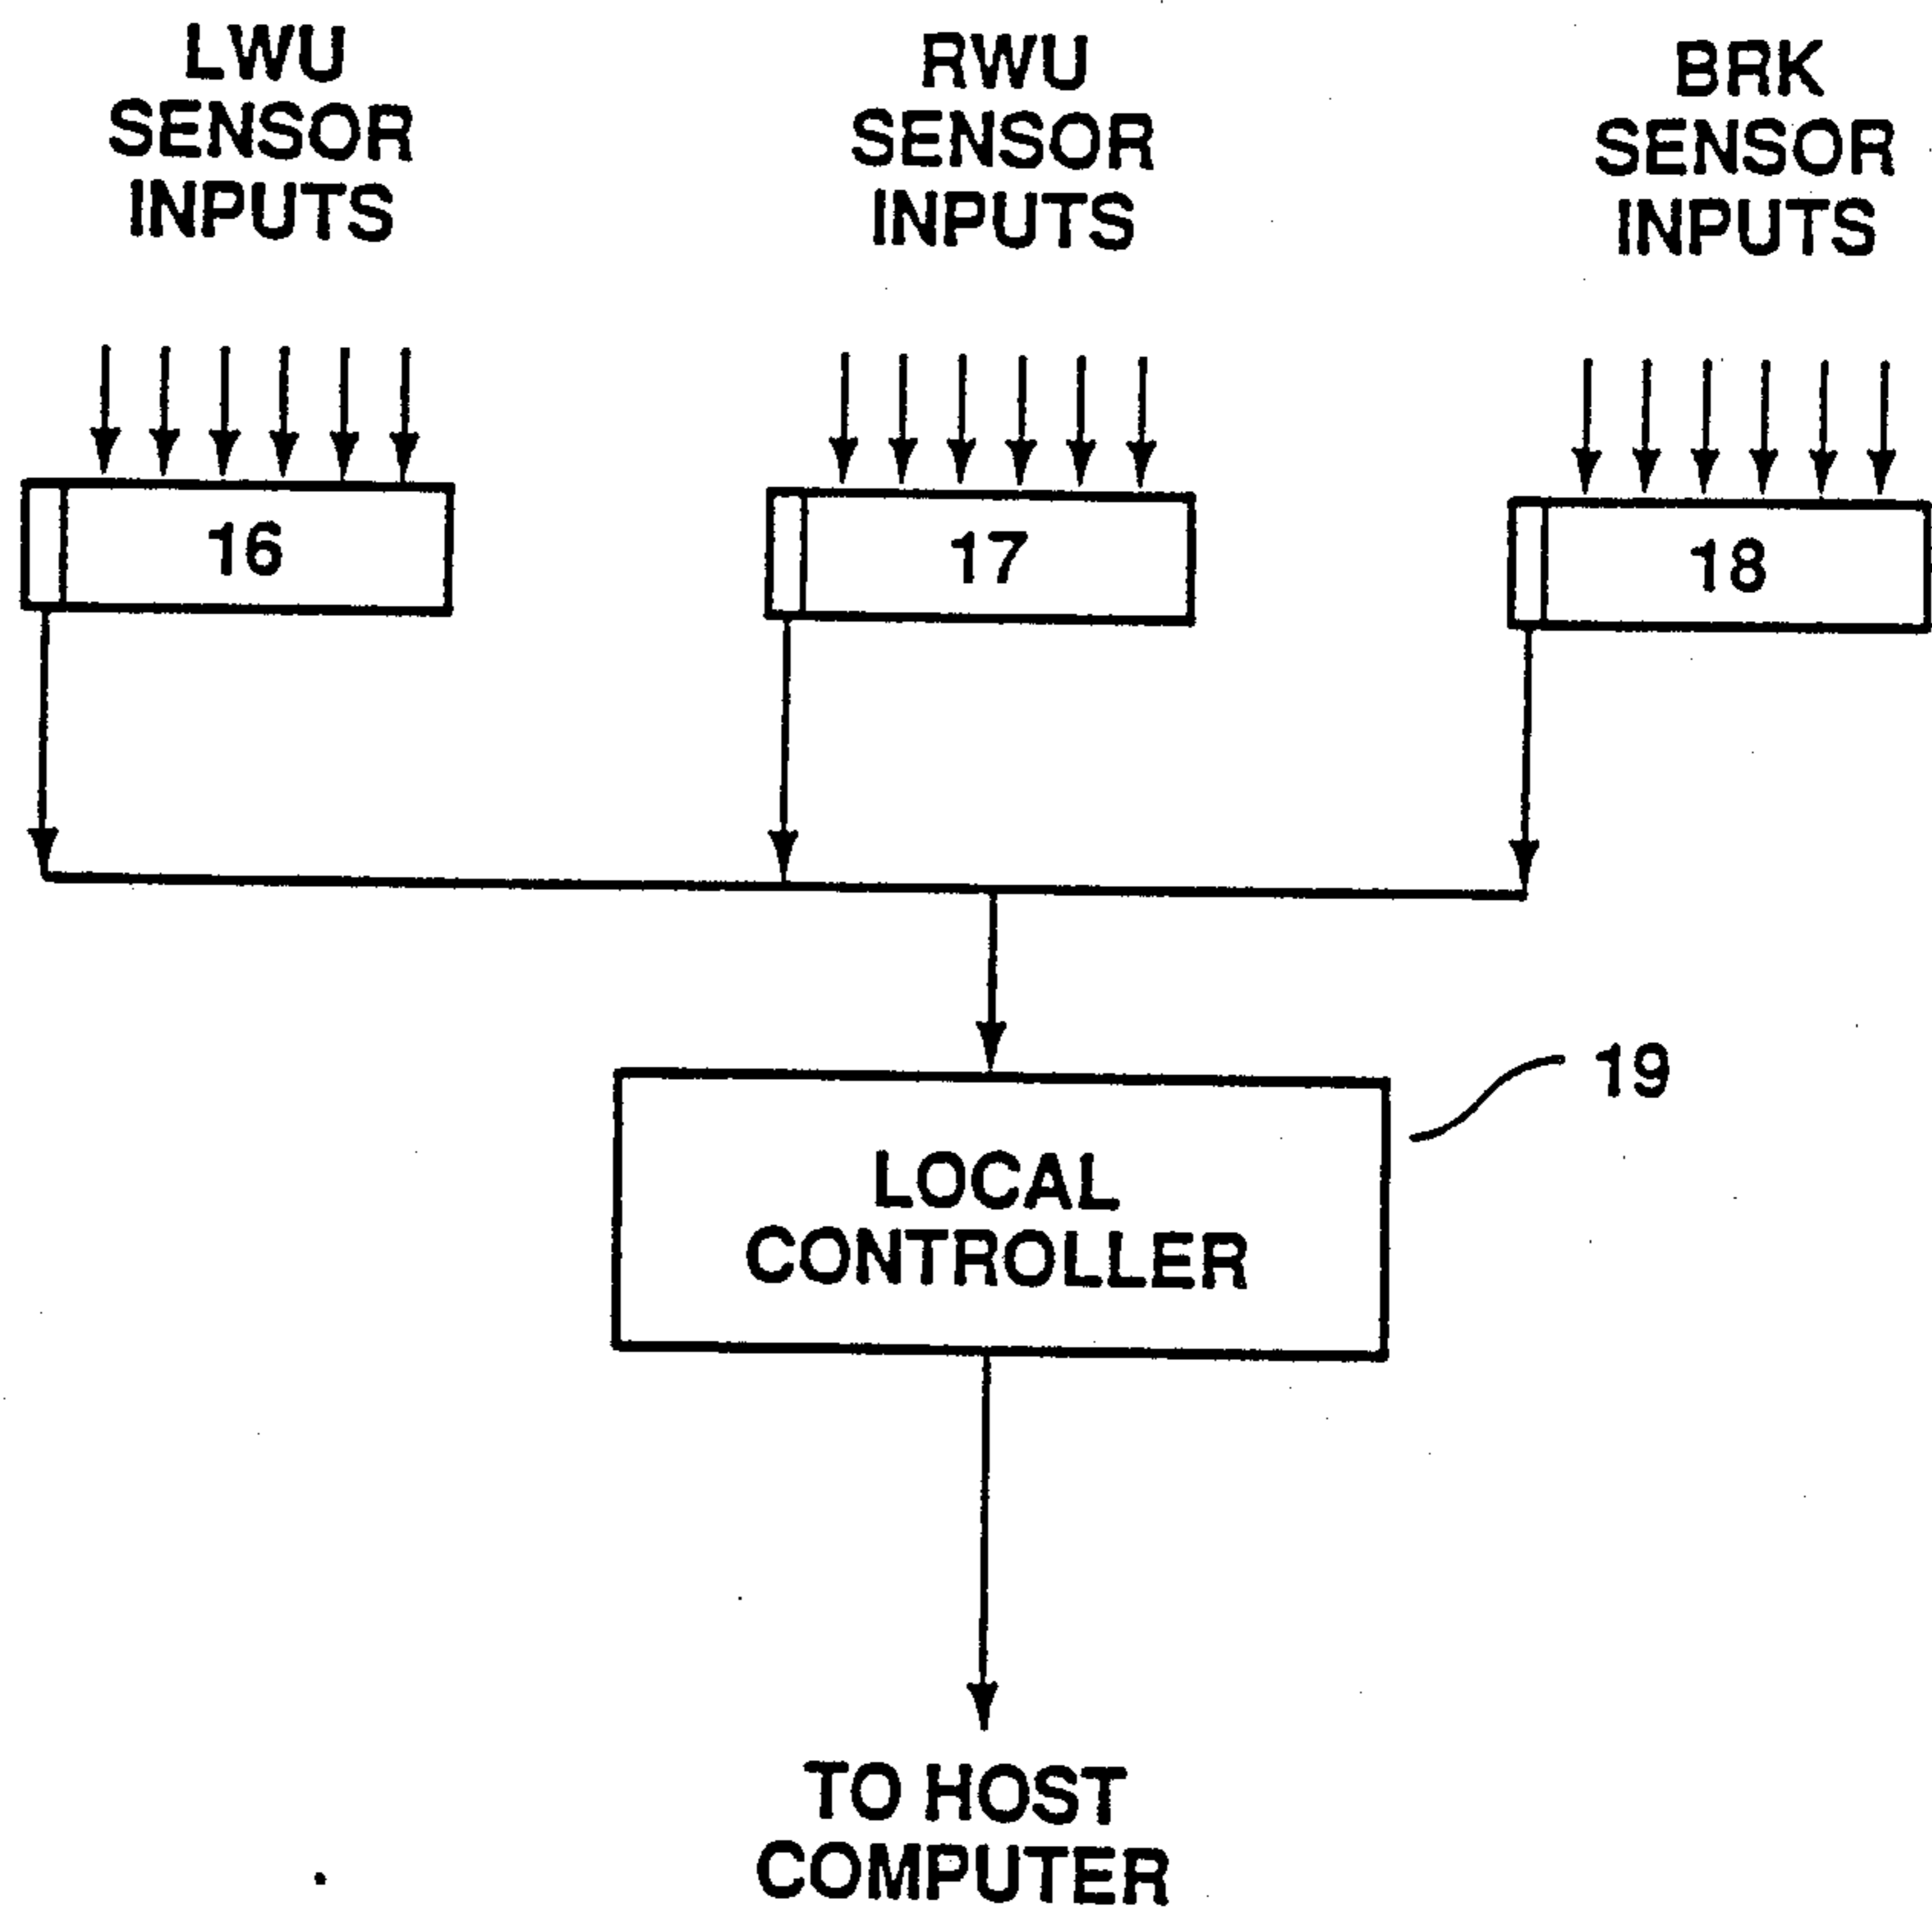 LWU
SENSOR
INPUTS
RWU
SENSOR
INPUTS
BRK
SENSOR
INPUTS
16
17
18
19
LOCAL
CONTROLLER
TO HOST
COMPUTER